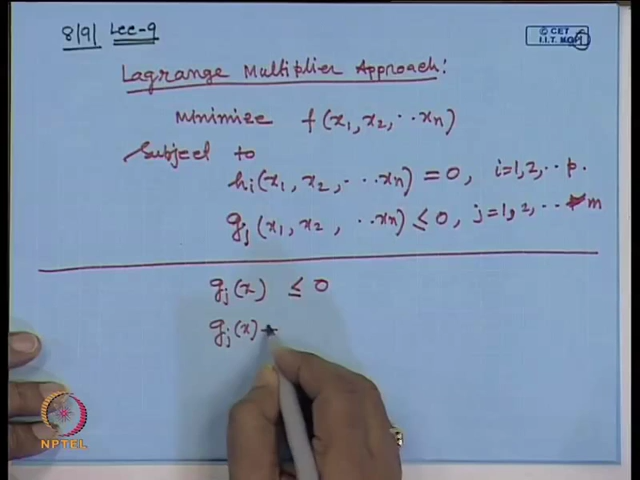 8/9/ Lec-9
© CET
I.I.T. KGP
Lagrange Multiplier Approach:
Minimize f(x₁, x₂, ·· xₙ)
Subject to
hᵢ(x₁, x₂, ··· xₙ) = 0, i=1,2, ·· p.
gⱼ(x₁, x₂, ·· xₙ) ≤ 0, j=1,2, ·· m
gⱼ(x) ≤ 0
gⱼ(x) +
NPTEL